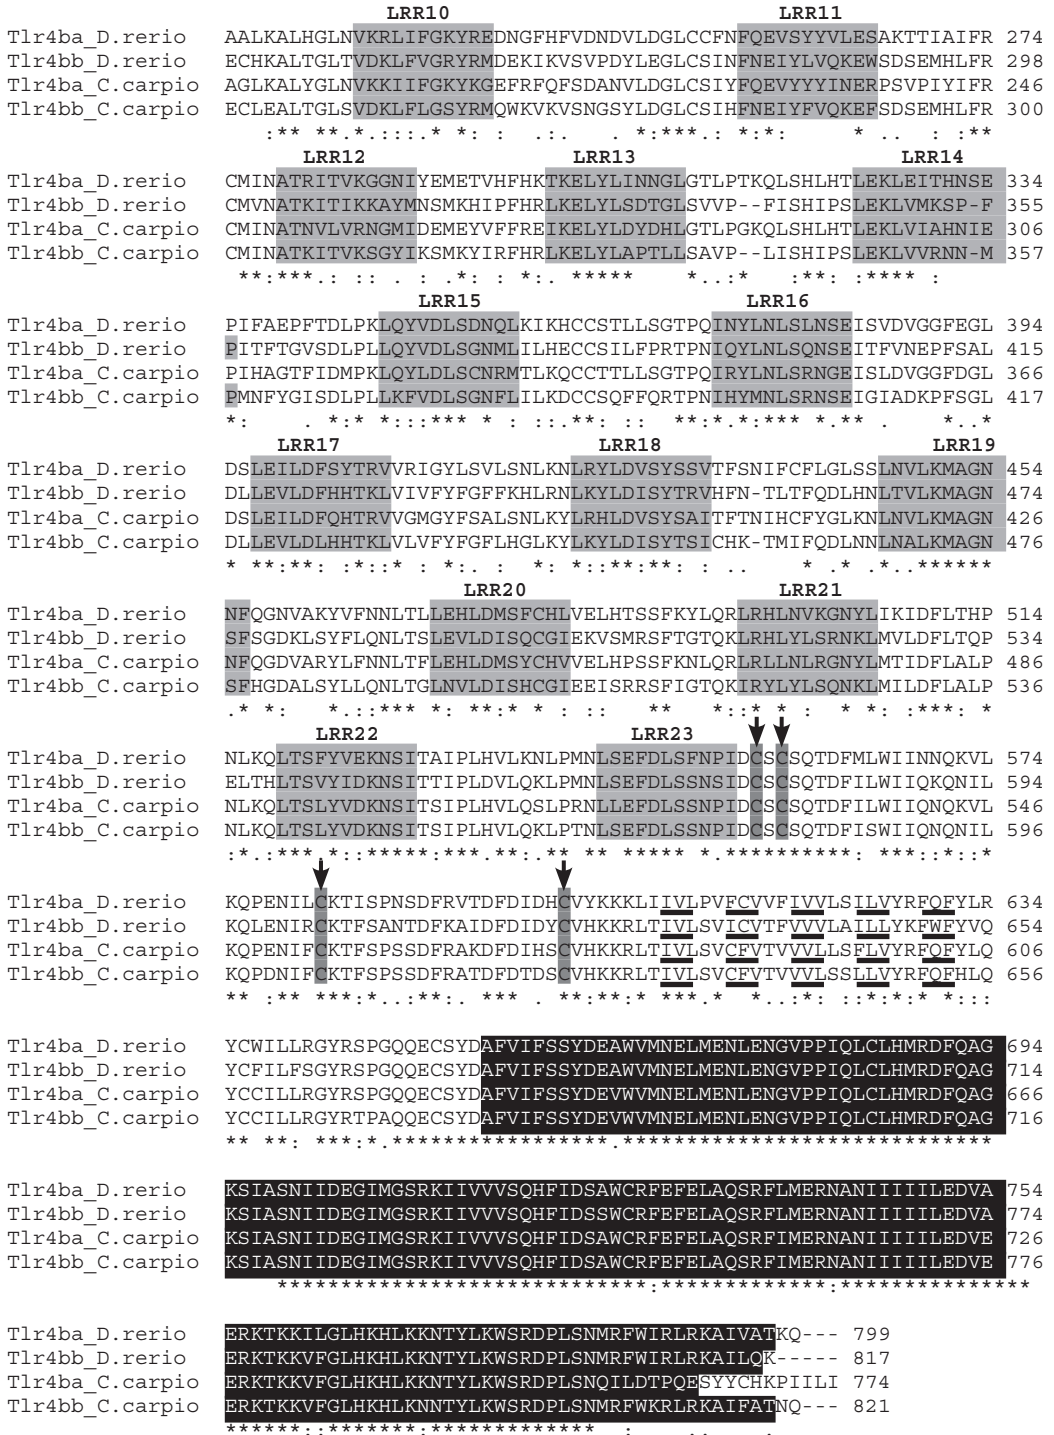 LRR10 LRR11
Tlr4ba_D.rerio AALKALHGLNVKRLIFGKYREDNGFHFVDNDVLDGLCCFNFQEVSYYVLESAKTTIAIFR 274
Tlr4bb_D.rerio ECHKALTGLTVDKLFVGRYRMDEKIKVSVPDYLEGLCSINFNEIYLVQKEWSDSEMHLFR 298
Tlr4ba_C.carpio AGLKALYGLNVKKIIFGKYKGEFRFQFSDANVLDGLCSIYFQEVYYYINERPSVPIYIFR 246
Tlr4bb_C.carpio ECLEALTGLSVDKLFLGSYRMQWKVKVSNGSYLDGLCSIHFNEIYFVQKEFSDSEMHLFR 300
:** **.*.:::.* *: : .:. . *:***.: *:*: * .. : :**
LRR12 LRR13 LRR14
Tlr4ba_D.rerio CMINATRITVKGGNIYEMETVHFHKTKELYLINNGLGTLPTKQLSHLHTLEKLEITHNSE 334
Tlr4bb_D.rerio CMVNATKITIKKAYMNSMKHIPFHRLKELYLSDTGLSVVP--FISHIPSLEKLVMKSP-F 355
Tlr4ba_C.carpio CMINATNVLVRNGMIDEMEYVFFREIKELYLDYDHLGTLPGKQLSHLHTLEKLVIAHNIE 306
Tlr4bb_C.carpio CMINATKITVKSGYIKSMKYIRFHRLKELYLAPTLLSAVP--LISHIPSLEKLVVRNN-M 357
**:***.: :: . : .*: : *: ***** *..:* :**: :**** :
LRR15 LRR16
Tlr4ba_D.rerio PIFAEPFTDLPKLQYVDLSDNQLKIKHCCSTLLSGTPQINYLNLSLNSEISVDVGGFEGL 394
Tlr4bb_D.rerio PITFTGVSDLPLLQYVDLSGNMLILHECCSILFPRTPNIQYLNLSQNSEITFVNEPFSAL 415
Tlr4ba_C.carpio PIHAGTFIDMPKLQYLDLSCNRMTLKQCCTTLLSGTPQIRYLNLSRNGEISLDVGGFDGL 366
Tlr4bb_C.carpio PMNFYGISDLPLLKFVDLSGNFLILKDCCSQFFQRTPNIHYMNLSRNSEIGIADKPFSGL 417
*: . *:* *:::*** * : ::.**: :: **:* *:*** *.** . *..*
LRR17 LRR18 LRR19
Tlr4ba_D.rerio DSLEILDFSYTRVVRIGYLSVLSNLKNLRYLDVSYSSVTFSNIFCFLGLSSLNVLKMAGN 454
Tlr4bb_D.rerio DLLEVLDFHHTKLVIVFYFGFFKHLRNLKYLDISYTRVHFN-TLTFQDLHNLTVLKMAGN 474
Tlr4ba_C.carpio DSLEILDFQHTRVVGMGYFSALSNLKYLRHLDVSYSAITFTNIHCFYGLKNLNVLKMAGN 426
Tlr4bb_C.carpio DLLEVLDLHHTKLVLVFYFGFLHGLKYLKYLDISYTSICHK-TMIFQDLNNLNALKMAGN 476
* **:**: :*::* : *:. : *: *::**:**: : .. * .* .*..******
LRR20 LRR21
Tlr4ba_D.rerio NFQGNVAKYVFNNLTLLEHLDMSFCHLVELHTSSFKYLQRLRHLNVKGNYLIKIDFLTHP 514
Tlr4bb_D.rerio SFSGDKLSYFLQNLTSLEVLDISQCGIEKVSMRSFTGTQKLRHLYLSRNKLMVLDFLTQP 534
Tlr4ba_C.carpio NFQGDVARYLFNNLTFLEHLDMSYCHVVELHPSSFKNLQRLRLLNLRGNYLMTIDFLALP 486
Tlr4bb_C.carpio SFHGDALSYLLQNLTGLNVLDISHCGIEEISRRSFIGTQKIRYLYLSQNKLMILDFLALP 536
.* *: *.::*** *: **:* * : :: ** *::* * : * *: :***: *
LRR22 LRR23
Tlr4ba_D.rerio NLKQLTSFYVEKNSITAIPLHVLKNLPMNLSEFDLSFNPIDCSCSQTDFMLWIINNQKVL 574
Tlr4bb_D.rerio ELTHLTSVYIDKNSITTIPLDVLQKLPMNLSEFDLSSNSIDCSCSQTDFILWIIQKQNIL 594
Tlr4ba_C.carpio NLKQLTSLYVDKNSITSIPLHVLQSLPRNLLEFDLSSNPIDCSCSQTDFILWIIQNQKVL 546
Tlr4bb_C.carpio NLKQLTSLYVDKNSITSIPLHVLQKLPTNLSEFDLSSNPIDCSCSQTDFISWIIQNQNIL 596
:*.:***.*::*****:***.**:.** ** ***** *.**********: ***::*::*
Tlr4ba_D.rerio KQPENILCKTISPNSDFRVTDFDIDHCVYKKKLIIVLPVFCVVFIVVLSILVYRFQFYLR 634
Tlr4bb_D.rerio KQLENIRCKTFSANTDFKAIDFDIDYCVHKKRLTIVLSVICVTFVVVLAILLYKFWFYVQ 654
Tlr4ba_C.carpio KQPENIFCKTFSPSSDFRAKDFDIHSCVHKKRLTIVLSVCFVTVVVLLSFLVYRFQFYLQ 606
Tlr4bb_C.carpio KQPDNIFCKTFSPSSDFRATDFDTDSCVHKKRLTIVLSVCFVTVVVLSSLLVYRFQFHLQ 656
** :** ***:*..:**:. *** . **:**:* ***.* *..:*: ::*:*:* *:::
Tlr4ba_D.rerio YCWILLRGYRSPGQQECSYDAFVIFSSYDEAWVMNELMENLENGVPPIQLCLHMRDFQAG 694
Tlr4bb_D.rerio YCFILFSGYRSPGQQECSYDAFVIFSSYDEAWVMNELMENLENGVPPIQLCLHMRDFQAG 714
Tlr4ba_C.carpio YCCILLRGYRSPGQQECSYDAFVIFSSYDEVWVMNELMENLENGVPPIQLCLHMRDFQAG 666
Tlr4bb_C.carpio YCCILLRGYRTPAQQECSYDAFVIFSSYDEVWVMNELMENLENGVPPIQLCLHMRDFQAG 716
** **: ***:*.*****************.*****************************
Tlr4ba_D.rerio KSIASNIIDEGIMGSRKIIVVVSQHFIDSAWCRFEFELAQSRFLMERNANIIIIILEDVA 754
Tlr4bb_D.rerio KSIASNIIDEGIMGSRKIIVVVSQHFIDSSWCRFEFELAQSRFLMERNANIIIIILEDVA 774
Tlr4ba_C.carpio KSIASNIIDEGIMGSRKIIVVVSQHFIDSAWCRFEFELAQSRFIMERNANIIIIILEDVE 726
Tlr4bb_C.carpio KSIASNIIDEGIMGSRKIIVVVSQHFIDSAWCRFEFELAQSRFIMERNANIIIIILEDVE 776
*****************************:*************:***************
Tlr4ba_D.rerio ERKTKKILGLHKHLKKNTYLKWSRDPLSNMRFWIRLRKAIVATKQ--- 799
Tlr4bb_D.rerio ERKTKKVFGLHKHLKKNTYLKWSRDPLSNMRFWIRLRKAILQK----- 817
Tlr4ba_C.carpio ERKTKKVFGLHKHLKKNTYLKWSRDPLSNQILDTPQESYYCHKPIILI 774
Tlr4bb_C.carpio ERKTKKVFGLHKHLKKNTYLKWSRDPLSNMRFWKRLRKAIFATNQ--- 821
******::********************* : .. .